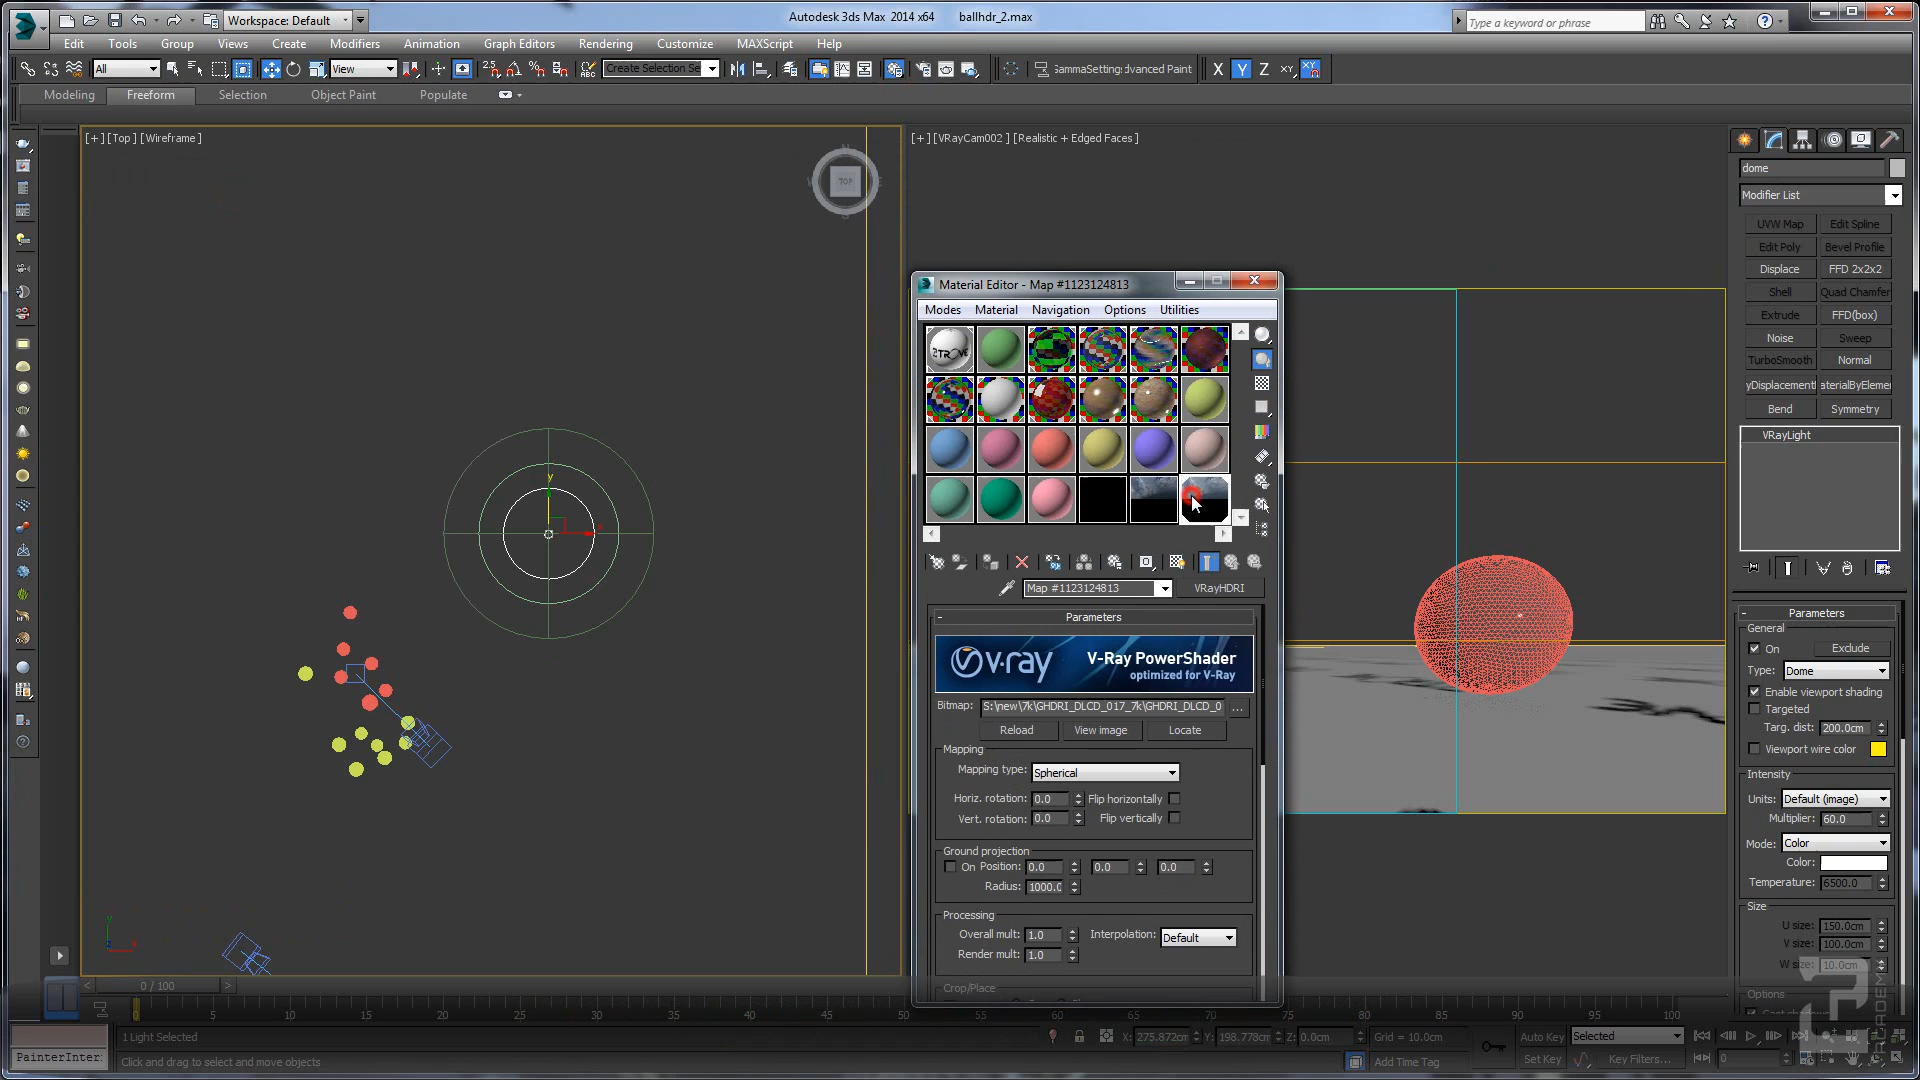 Workspace: Default
Autodesk 3ds Max 2014 x64 ballhdr_2.max
Type a keyword or phrase
Edit Tools Group Views Create Modifiers Animation Graph Editors Rendering Customize MAXScript Help
All View Create Selection Se GammaSetting: dvanced Paint X Y Z XY
Modeling Freeform Selection Object Paint Populate
[+] [Top] [Wireframe]
[+] [VRayCam002] [Realistic + Edged Faces]
TOP
dome
Modifier List
UVW Map Edit Spline
Edit Poly Bevel Profile
Displace FFD 2x2x2
Shell Quad Chamfer
Extrude FFD(box)
Noise Sweep
TurboSmooth Normal
yDisplacement aterialByElemen
Bend Symmetry
VRayLight
Material Editor - Map #1123124813
Modes Material Navigation Options Utilities
Map #1123124813 VRayHDRI
- Parameters
v·ray V-Ray PowerShader
optimized for V-Ray
Bitmap: S:\new\7k\GHDRI_DLCD_017_7k\GHDRI_DLCD_0 ...
Reload View image Locate
Mapping
Mapping type: Spherical
Horiz. rotation: 0.0 Flip horizontally
Vert. rotation: 0.0 Flip vertically
Ground projection
On Position: 0.0 0.0 0.0
Radius: 1000.0
Processing
Overall mult: 1.0 Interpolation: Default
Render mult: 1.0
Crop/Place
- Parameters
General
On Exclude
Type: Dome
Enable viewport shading
Targeted
Targ. dist: 200.0cm
Viewport wire color
Intensity
Units: Default (image)
Multiplier: 60.0
Mode: Color
Color:
Temperature: 6500.0
Size
U size: 150.0cm
V size: 100.0cm
W size: 10.0cm
Options
y
x
0 / 100
0 5 10 15 20 25 30 35 40 45 50 55 60 65 70 75 80 85 90 95 100
1 Light Selected X: 275.872cm Y: 198.778cm Z: 0.0cm Grid = 10.0cm Auto Key Selected
PainterInter: Click and drag to select and move objects Add Time Tag Set Key Key Filters... 0